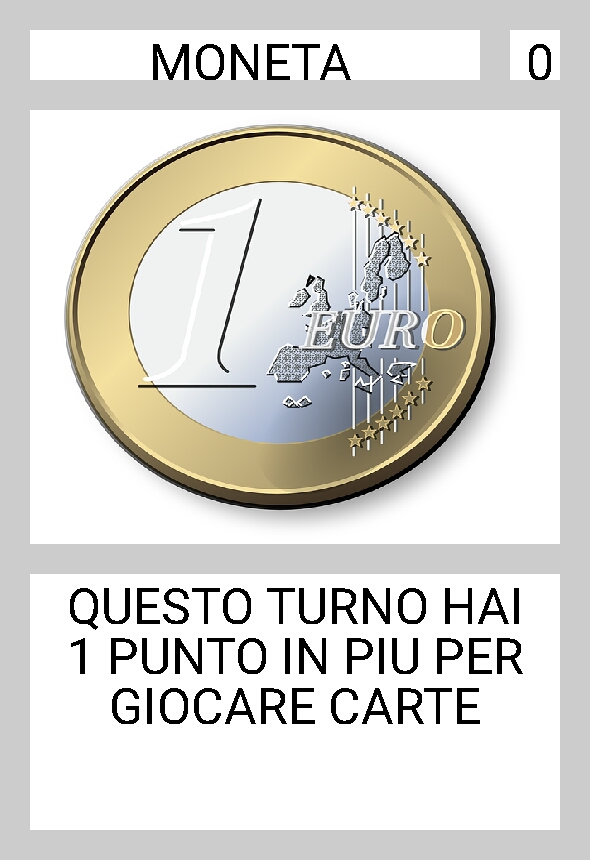 MONETA
0
1
EURO
QUESTO TURNO HAI
1 PUNTO IN PIU PER
GIOCARE CARTE